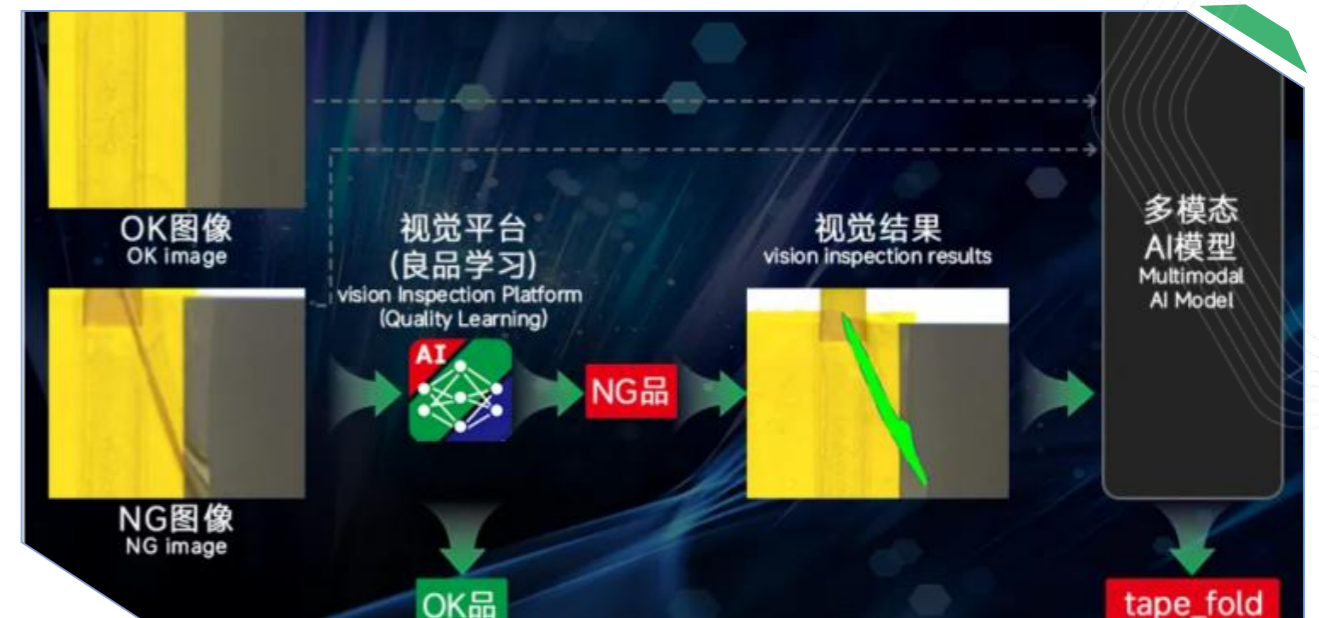 OK图像
OK image
视觉平台
(良品学习)
vision Inspection Platform
(Quality Learning)
视觉结果
vision inspection results
多模态
AI模型
Multimodal
AI Model
AI
NG品
NG图像
NG image
OK品
tape_fold